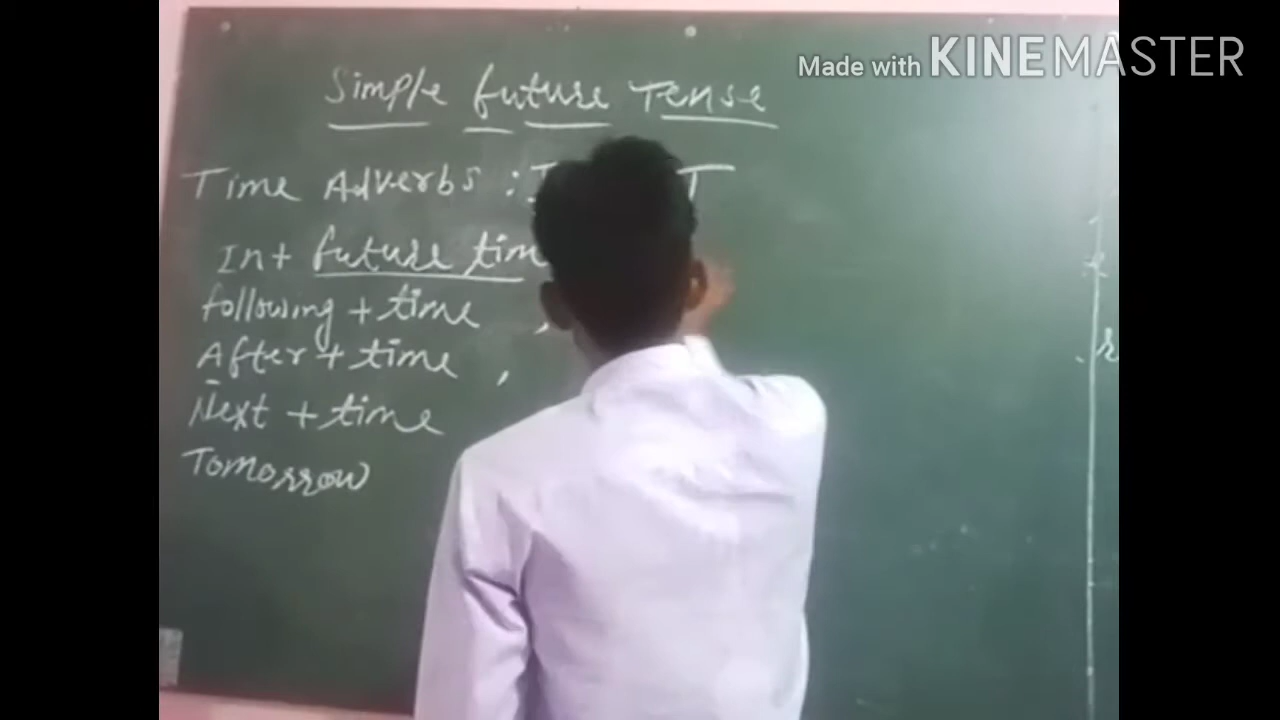 Made with KINEMASTER
Simple future Tense
Time Adverbs : I T
In + future tim
following + time ,
After + time ,
Next + time
Tomorrow